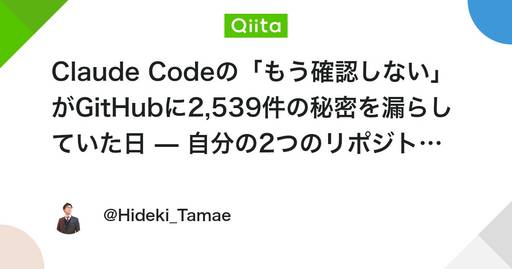 Qiita
Claude Codeの「もう確認しない」
がGitHubに2,539件の秘密を漏らし
ていた日 — 自分の2つのリポジト…
@Hideki_Tamae